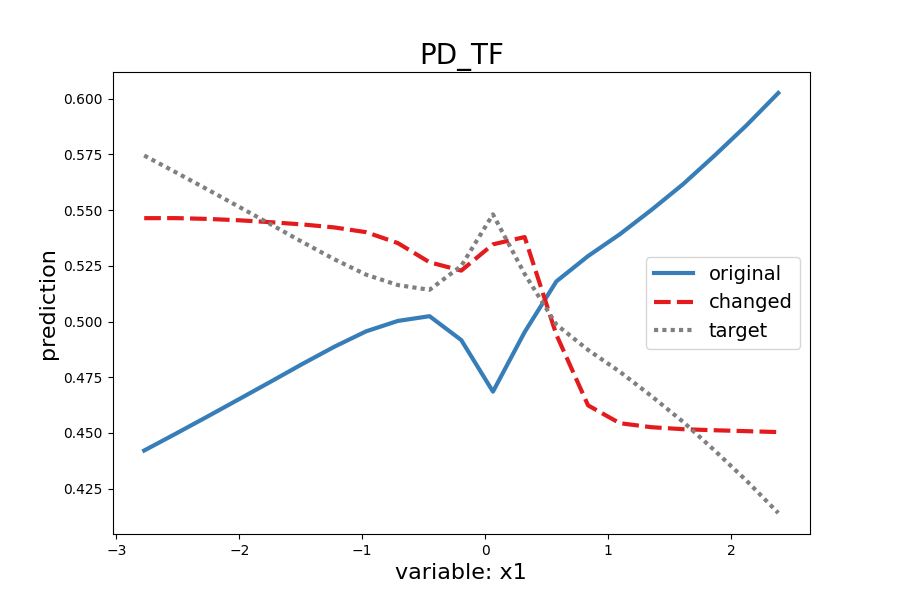 PD_TF
0.600
0.575
0.550
0.525
0.500
0.475
0.450
0.425
prediction
original
changed
target
−3 −2 −1 0 1 2
variable: x1